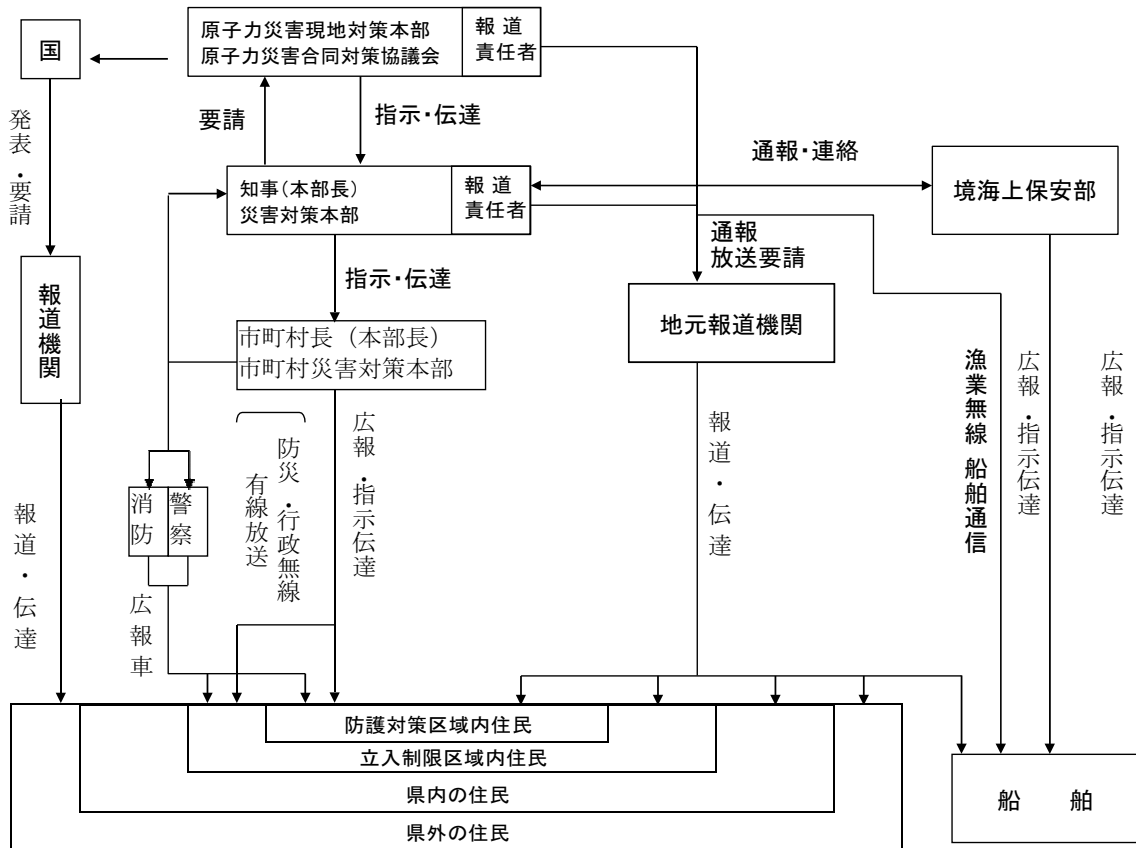 国
原子力災害現地対策本部
原子力災害合同対策協議会
報 道
責任者
発表・要請
要請
指示・伝達
知事(本部長)
災害対策本部
報 道
責任者
通報・連絡
境海上保安部
指示・伝達
通報
放送要請
報道機関
市町村長(本部長)
市町村災害対策本部
地元報道機関
報道・伝達
消防
警察
広報車
防災・行政無線
有線放送
広報・指示伝達
報道・伝達
漁業無線 船舶通信
広報・指示伝達
広報・指示伝達
防護対策区域内住民
立入制限区域内住民
県内の住民
県外の住民
船 舶